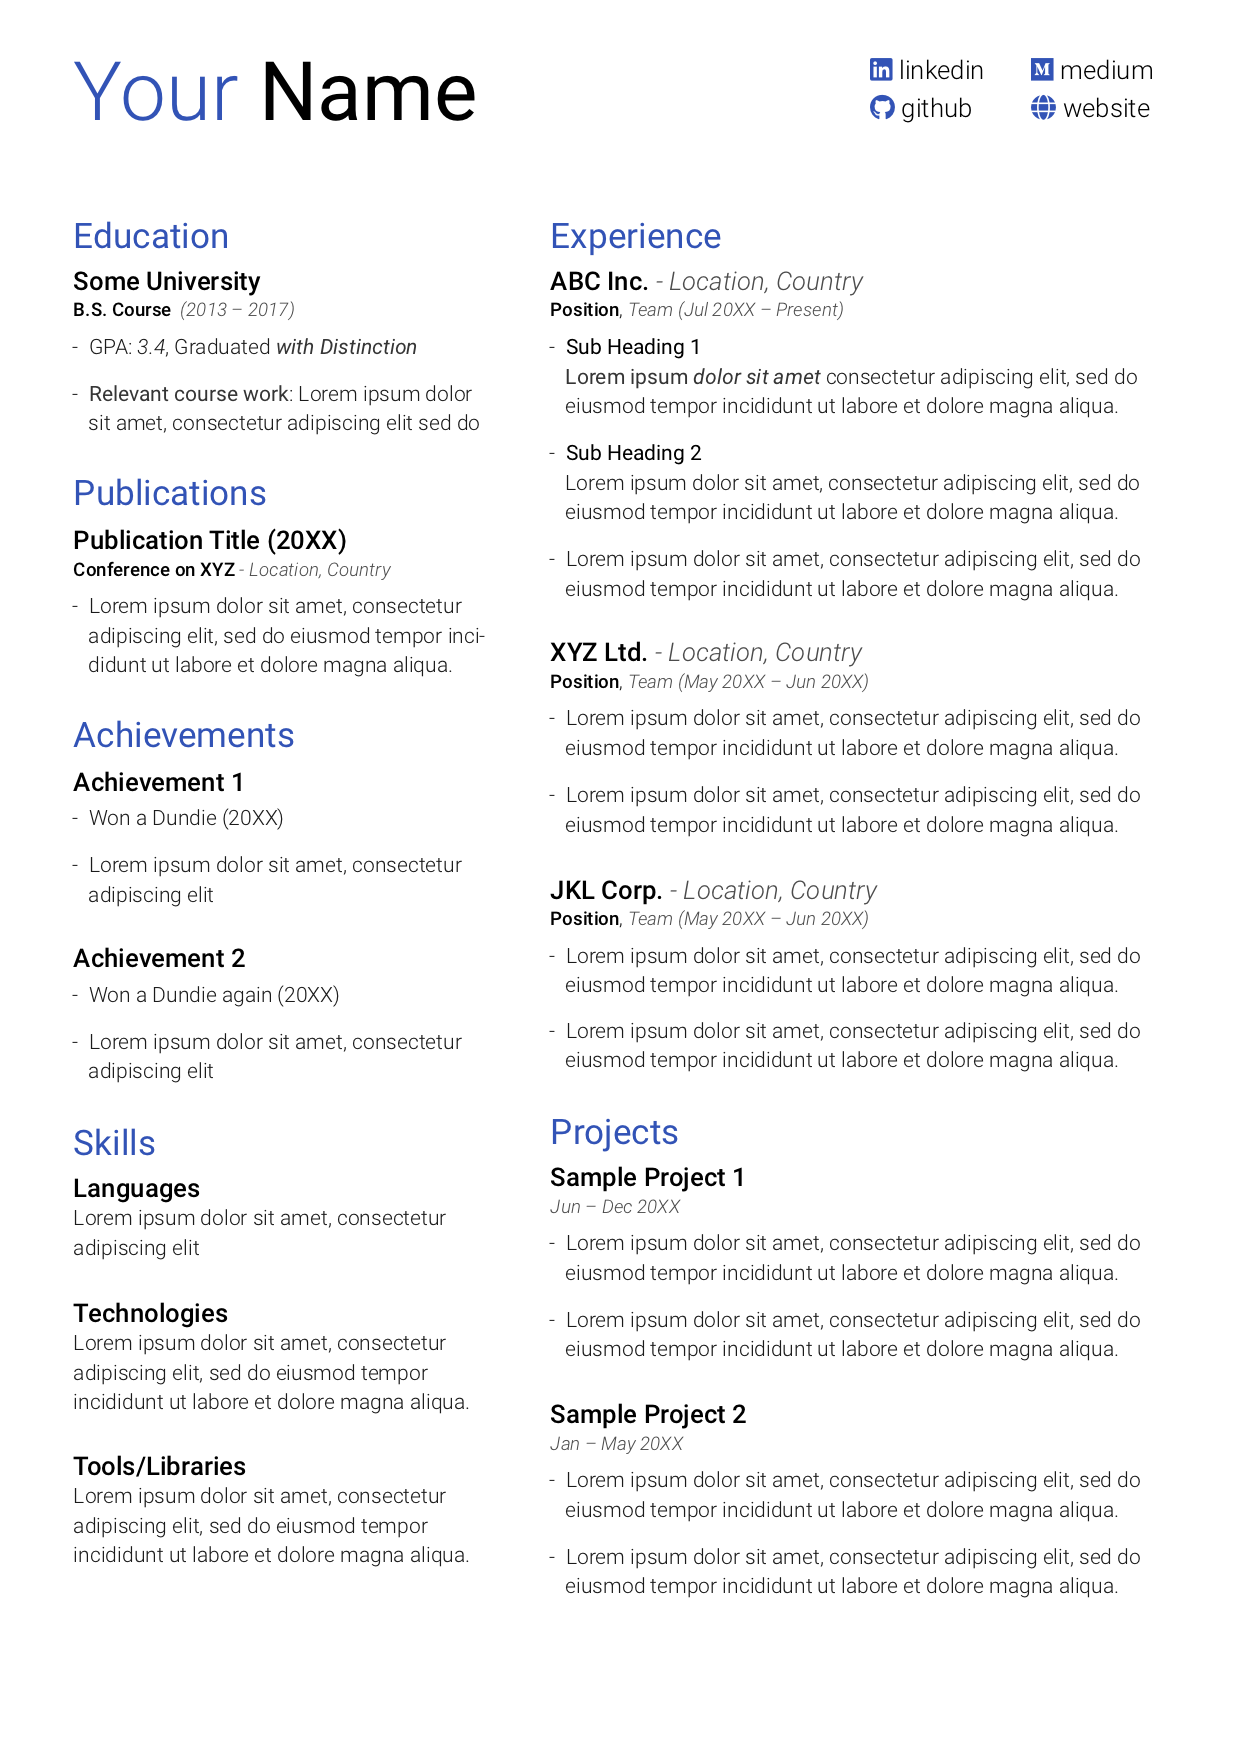 Your Name
linkedin medium
github website
Education
Some University
B.S. Course (2013 – 2017)
- GPA: 3.4, Graduated with Distinction
- Relevant course work: Lorem ipsum dolor
sit amet, consectetur adipiscing elit sed do
Publications
Publication Title (20XX)
Conference on XYZ - Location, Country
- Lorem ipsum dolor sit amet, consectetur
adipiscing elit, sed do eiusmod tempor inci-
didunt ut labore et dolore magna aliqua.
Achievements
Achievement 1
- Won a Dundie (20XX)
- Lorem ipsum dolor sit amet, consectetur
adipiscing elit
Achievement 2
- Won a Dundie again (20XX)
- Lorem ipsum dolor sit amet, consectetur
adipiscing elit
Skills
Languages
Lorem ipsum dolor sit amet, consectetur
adipiscing elit
Technologies
Lorem ipsum dolor sit amet, consectetur
adipiscing elit, sed do eiusmod tempor
incididunt ut labore et dolore magna aliqua.
Tools/Libraries
Lorem ipsum dolor sit amet, consectetur
adipiscing elit, sed do eiusmod tempor
incididunt ut labore et dolore magna aliqua.
Experience
ABC Inc. - Location, Country
Position, Team (Jul 20XX – Present)
- Sub Heading 1
Lorem ipsum dolor sit amet consectetur adipiscing elit, sed do
eiusmod tempor incididunt ut labore et dolore magna aliqua.
- Sub Heading 2
Lorem ipsum dolor sit amet, consectetur adipiscing elit, sed do
eiusmod tempor incididunt ut labore et dolore magna aliqua.
- Lorem ipsum dolor sit amet, consectetur adipiscing elit, sed do
eiusmod tempor incididunt ut labore et dolore magna aliqua.
XYZ Ltd. - Location, Country
Position, Team (May 20XX – Jun 20XX)
- Lorem ipsum dolor sit amet, consectetur adipiscing elit, sed do
eiusmod tempor incididunt ut labore et dolore magna aliqua.
- Lorem ipsum dolor sit amet, consectetur adipiscing elit, sed do
eiusmod tempor incididunt ut labore et dolore magna aliqua.
JKL Corp. - Location, Country
Position, Team (May 20XX – Jun 20XX)
- Lorem ipsum dolor sit amet, consectetur adipiscing elit, sed do
eiusmod tempor incididunt ut labore et dolore magna aliqua.
- Lorem ipsum dolor sit amet, consectetur adipiscing elit, sed do
eiusmod tempor incididunt ut labore et dolore magna aliqua.
Projects
Sample Project 1
Jun – Dec 20XX
- Lorem ipsum dolor sit amet, consectetur adipiscing elit, sed do
eiusmod tempor incididunt ut labore et dolore magna aliqua.
- Lorem ipsum dolor sit amet, consectetur adipiscing elit, sed do
eiusmod tempor incididunt ut labore et dolore magna aliqua.
Sample Project 2
Jan – May 20XX
- Lorem ipsum dolor sit amet, consectetur adipiscing elit, sed do
eiusmod tempor incididunt ut labore et dolore magna aliqua.
- Lorem ipsum dolor sit amet, consectetur adipiscing elit, sed do
eiusmod tempor incididunt ut labore et dolore magna aliqua.